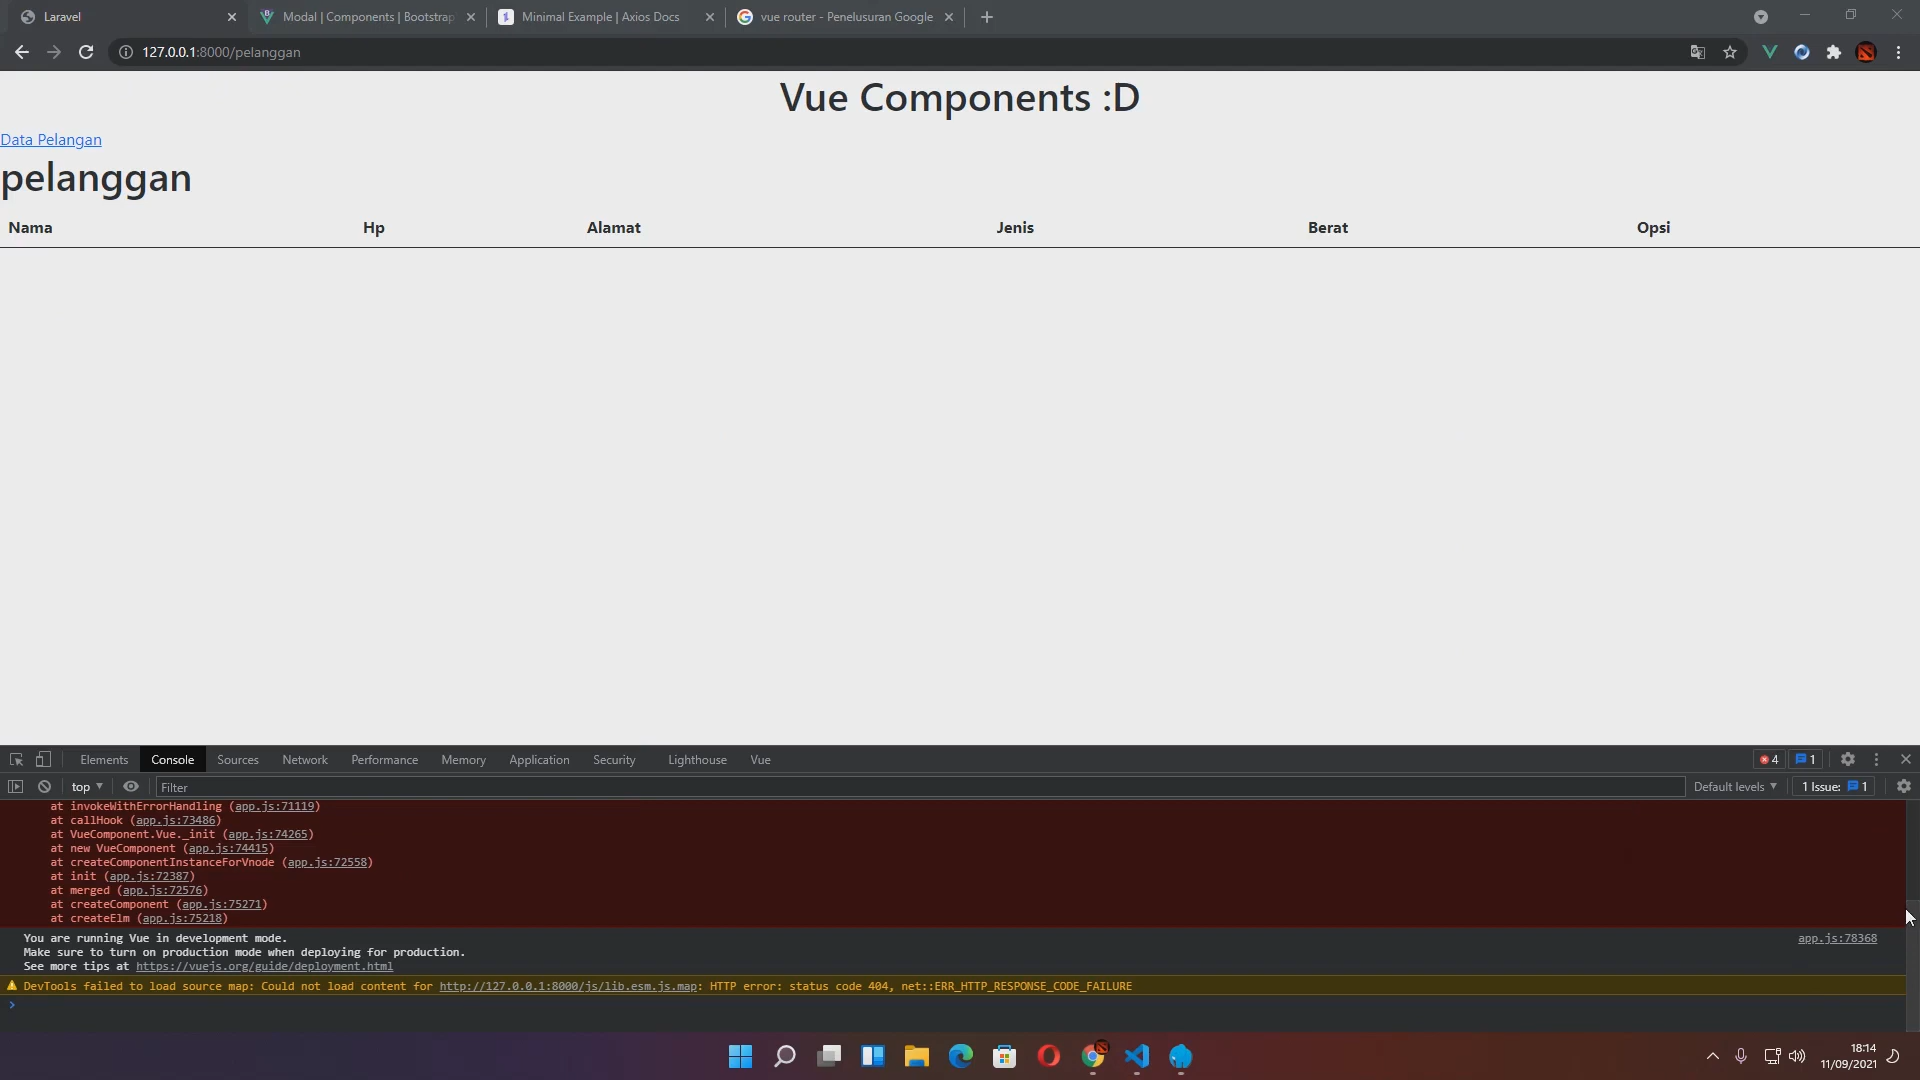 Laravel
Modal | Components | Bootstrap
Minimal Example | Axios Docs
vue router - Penelusuran Google
127.0.0.1:8000/pelanggan
Vue Components :D
Data Pelangan
pelanggan
Nama Hp Alamat Jenis Berat Opsi
Elements Console Sources Network Performance Memory Application Security Lighthouse Vue 4 1
top Filter Default levels 1 Issue: 1
at invokeWithErrorHandling (app.js:71119)
at callHook (app.js:73486)
at VueComponent.Vue._init (app.js:74265)
at new VueComponent (app.js:74415)
at createComponentInstanceForVnode (app.js:72558)
at init (app.js:72387)
at merged (app.js:72576)
at createComponent (app.js:75271)
at createElm (app.js:75218)
You are running Vue in development mode. app.js:78368
Make sure to turn on production mode when deploying for production.
See more tips at https://vuejs.org/guide/deployment.html
DevTools failed to load source map: Could not load content for http://127.0.0.1:8000/js/lib.esm.js.map: HTTP error: status code 404, net::ERR_HTTP_RESPONSE_CODE_FAILURE
18:14
11/09/2021